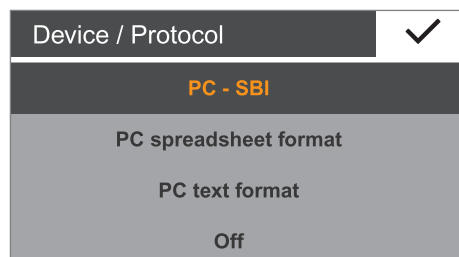 Device / Protocol
PC - SBI
PC spreadsheet format
PC text format
Off